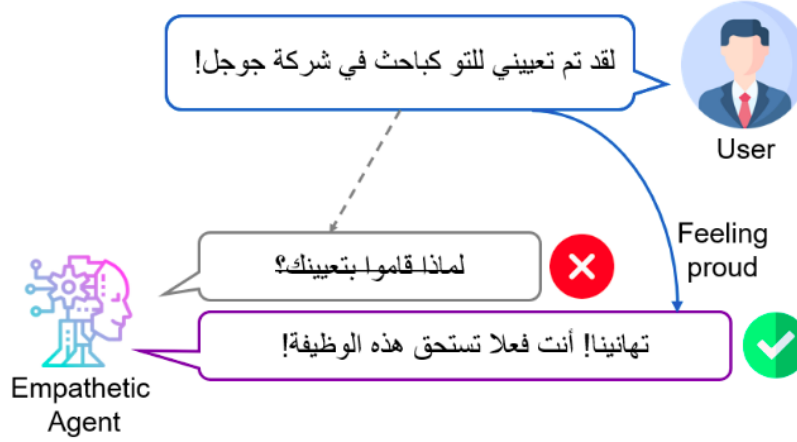 لقد تم تعييني للتو كباحث في شركة جوجل!
User
Feeling
proud
لماذا قاموا بتعيينك؟
تهانينا! أنت فعلا تستحق هذه الوظيفة!
Empathetic
Agent